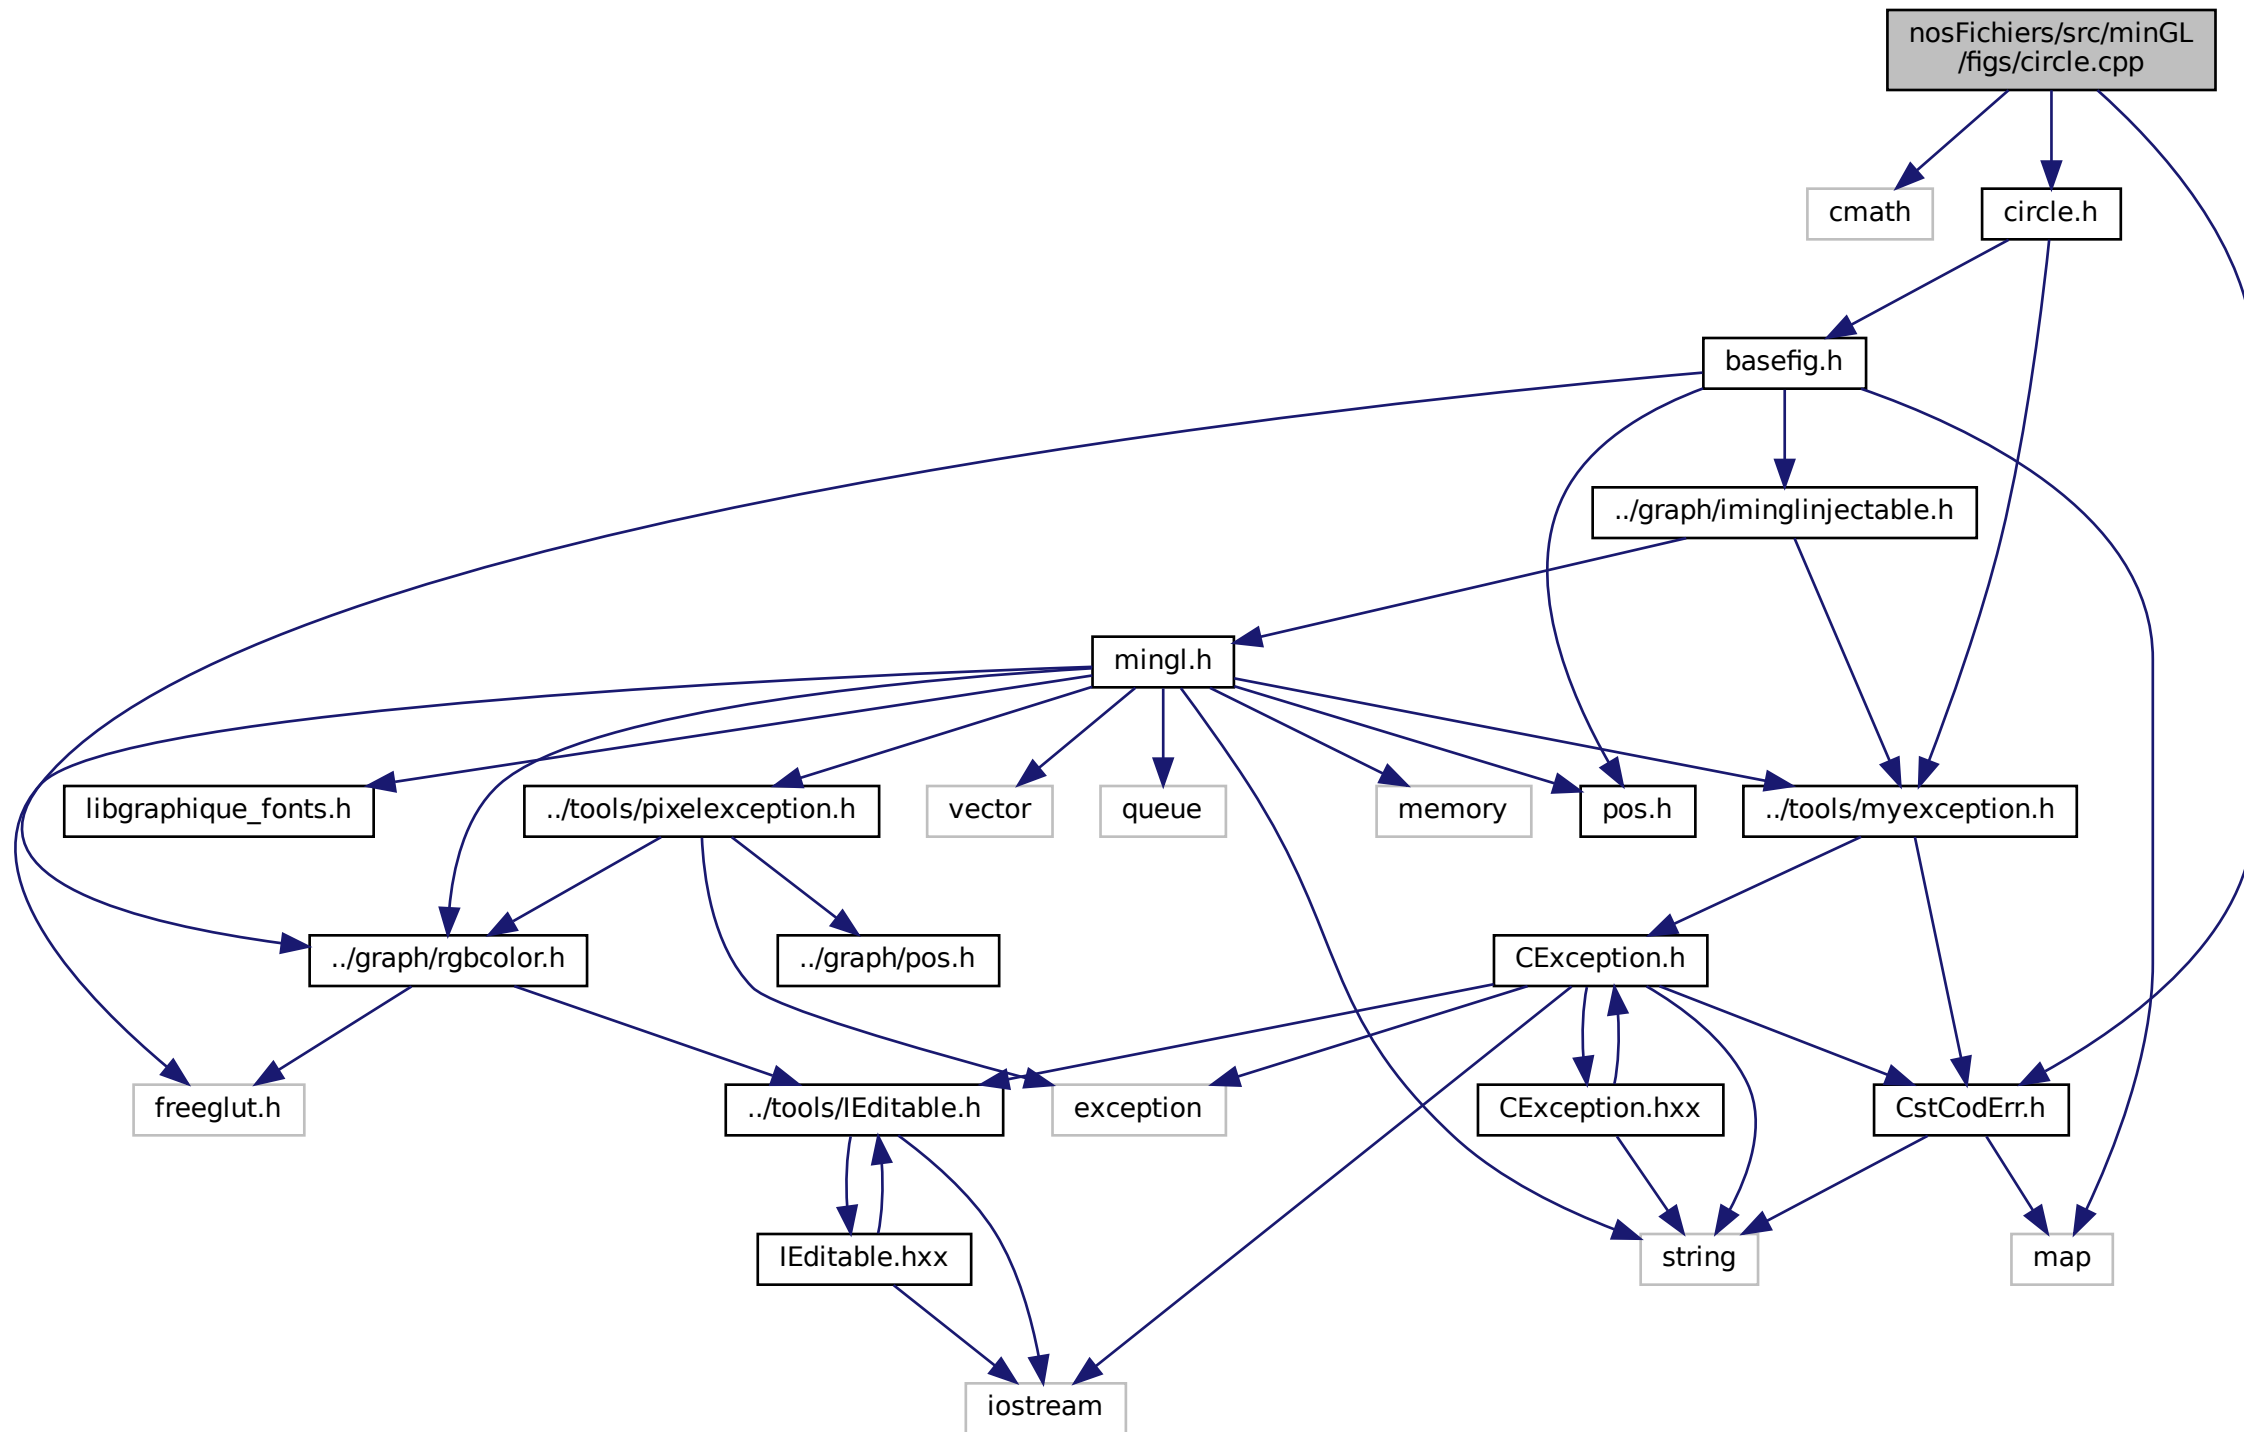 nosFichiers/src/minGL
/figs/circle.cpp
cmath
circle.h
basefig.h
../graph/iminglinjectable.h
mingl.h
libgraphique_fonts.h
../tools/pixelexception.h
vector
queue
memory
pos.h
../tools/myexception.h
../graph/rgbcolor.h
../graph/pos.h
CException.h
freeglut.h
../tools/IEditable.h
exception
CException.hxx
CstCodErr.h
IEditable.hxx
string
map
iostream